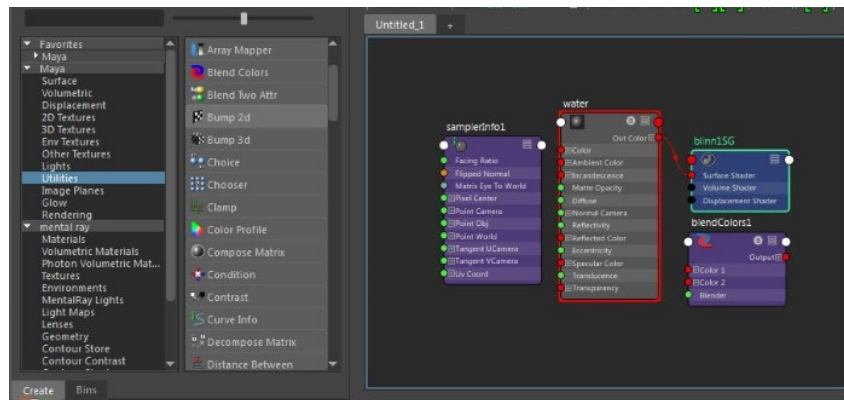 Untitled_1 +
Favorites
Maya
Maya
Surface
Volumetric
Displacement
2D Textures
3D Textures
Env Textures
Other Textures
Lights
Utilities
Image Planes
Glow
Rendering
mental ray
Materials
Volumetric Materials
Photon Volumetric Mat...
Textures
Environments
MentalRay Lights
Light Maps
Lenses
Geometry
Contour Store
Contour Contrast
Create Bins
Array Mapper
Blend Colors
Blend Two Attr
Bump 2d
Bump 3d
Choice
Chooser
Clamp
Color Profile
Compose Matrix
Condition
Contrast
Curve Info
Decompose Matrix
Distance Between
samplerInfo1
Facing Ratio
Flipped Normal
Matrix Eye To World
Pixel Center
Point Camera
Point Obj
Point World
Tangent UCamera
Tangent VCamera
Uv Coord
water
S
Out Color
Color
Ambient Color
Incandescence
Matte Opacity
Diffuse
Normal Camera
Reflectivity
Reflected Color
Eccentricity
Specular Color
Translucence
Transparency
blinn1SG
Surface Shader
Volume Shader
Displacement Shader
blendColors1
S
Output
Color 1
Color 2
Blender